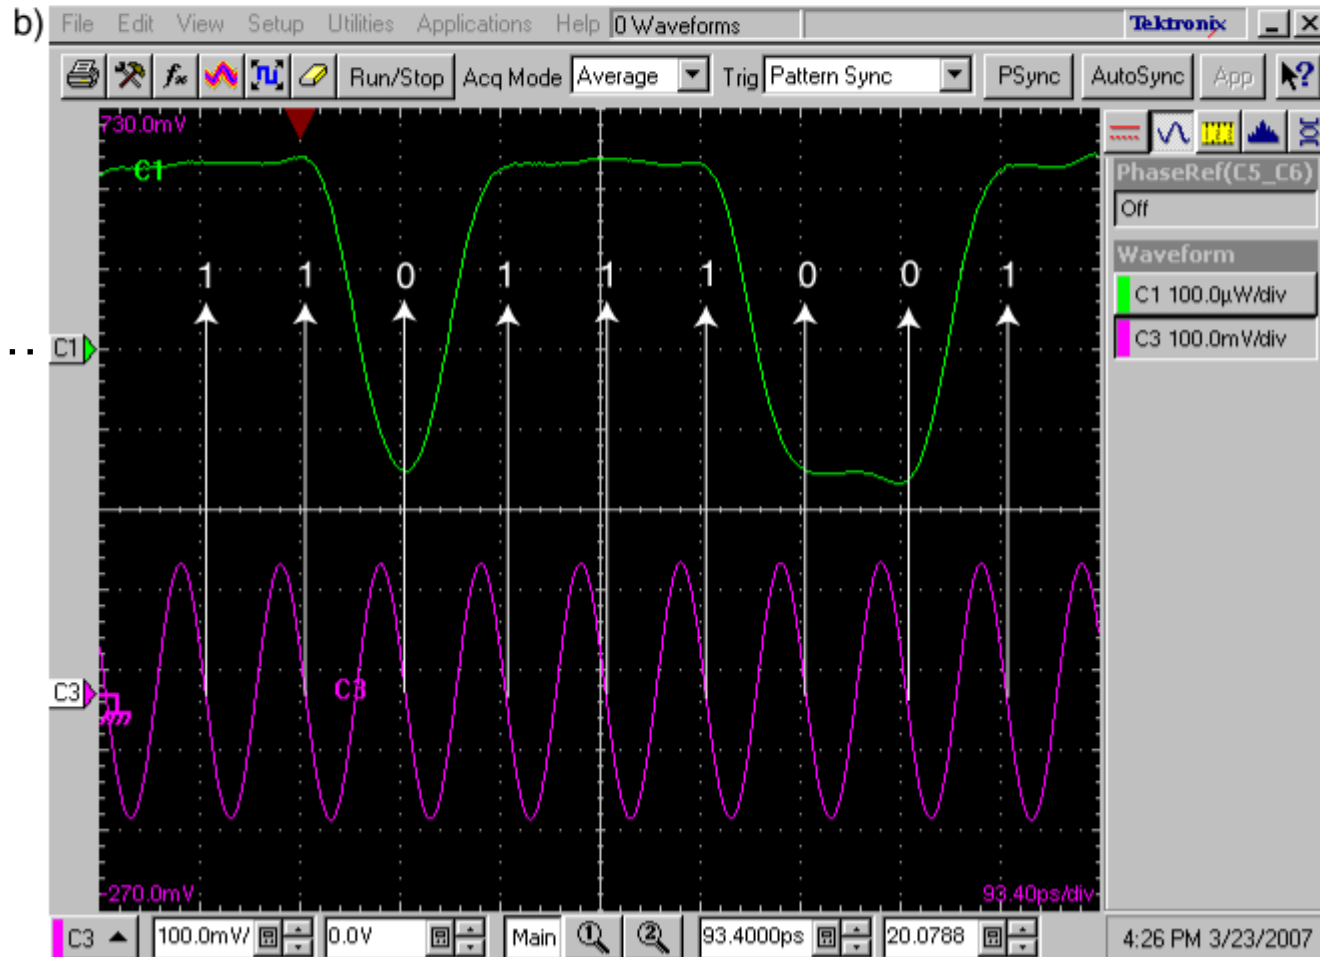 b)
File Edit View Setup Utilities Applications Help 0 Waveforms Tektronix
Run/Stop Acq Mode Average Trig Pattern Sync PSync AutoSync App
730.0mV
C1
PhaseRef(C5_C6)
Off
Waveform
C1 100.0µW/div
C3 100.0mV/div
1 1 0 1 1 1 0 0 1
.. C1
C3 C3
-270.0mV 93.40ps/div
C3 100.0mV/ 0.0V Main 1 2 93.4000ps 20.0788 4:26 PM 3/23/2007